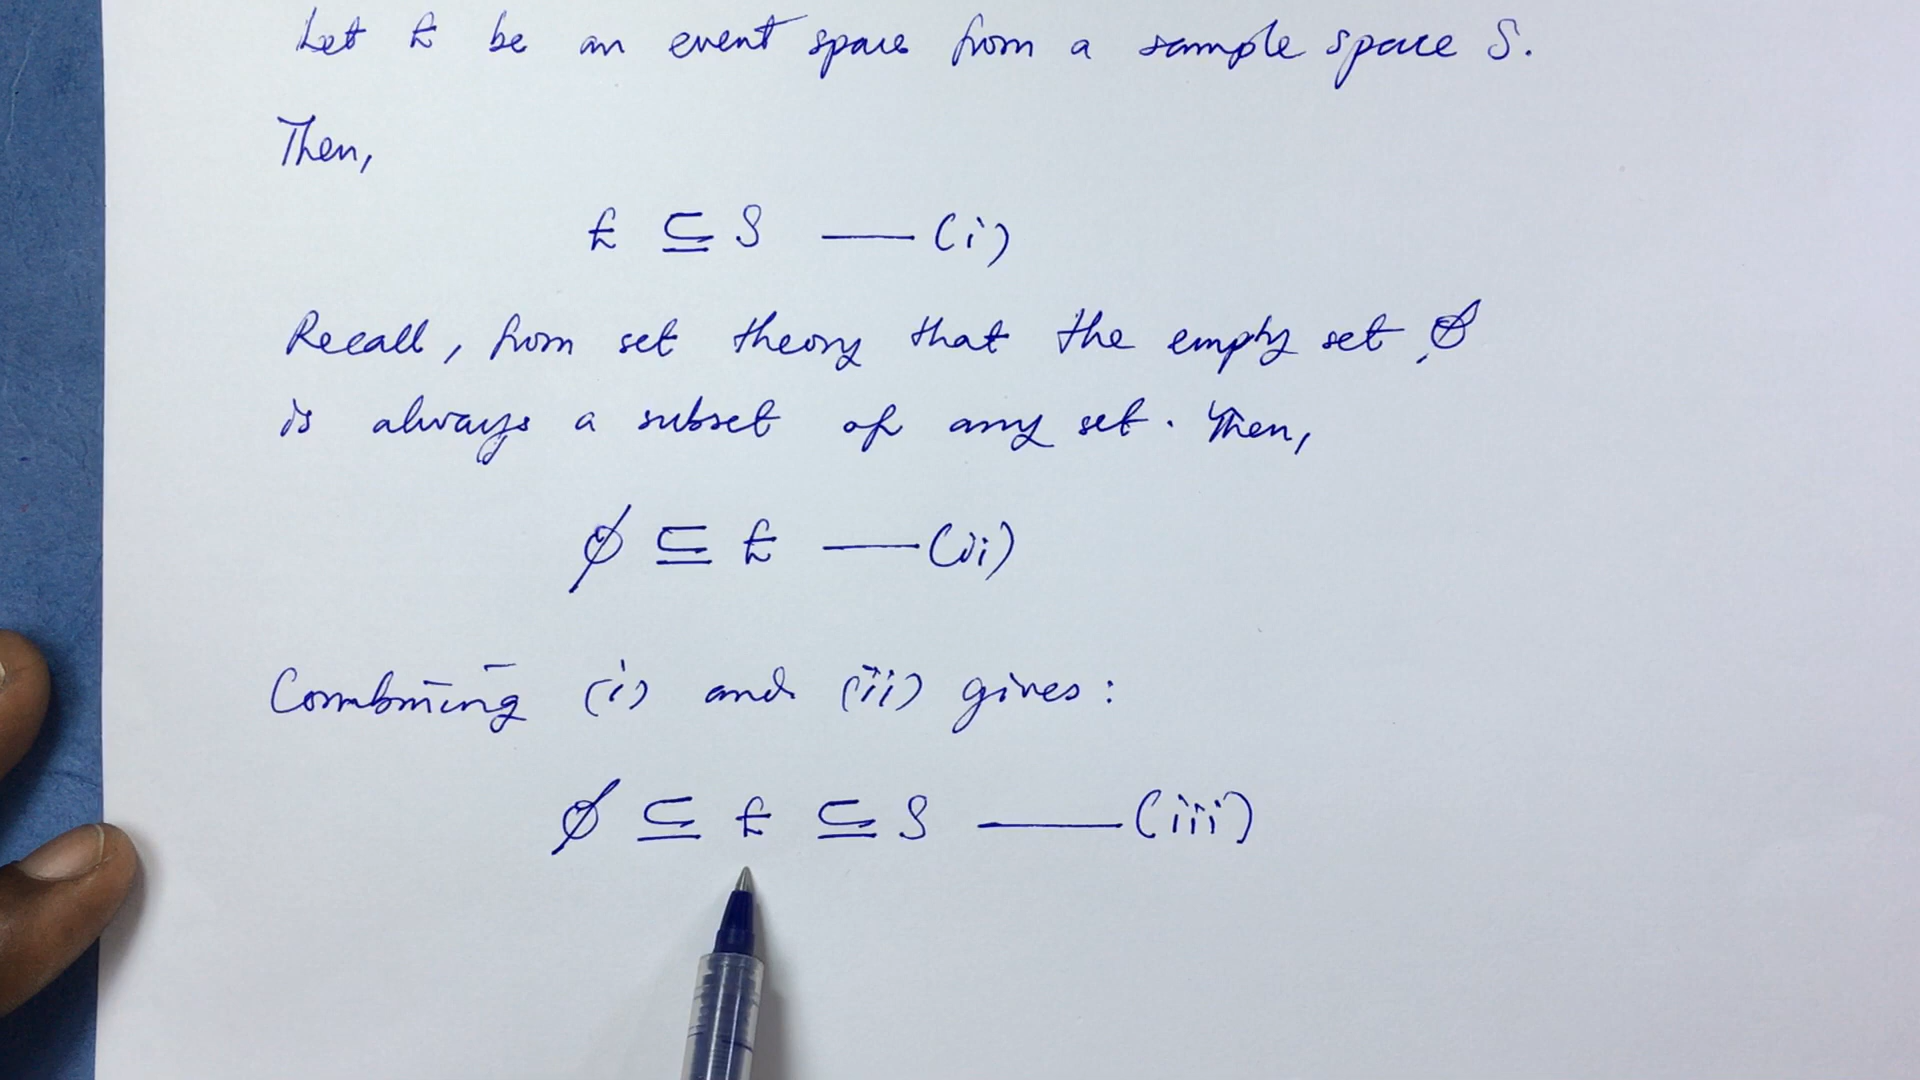 Let E be an event space from a sample space S.
Then,
E ⊆ S —— (i)
Recall, from set theory that the empty set, ∅
is always a subset of any set. Then,
∅ ⊆ E —— (ii)
Combining (i) and (ii) gives:
∅ ⊆ E ⊆ S —— (iii)